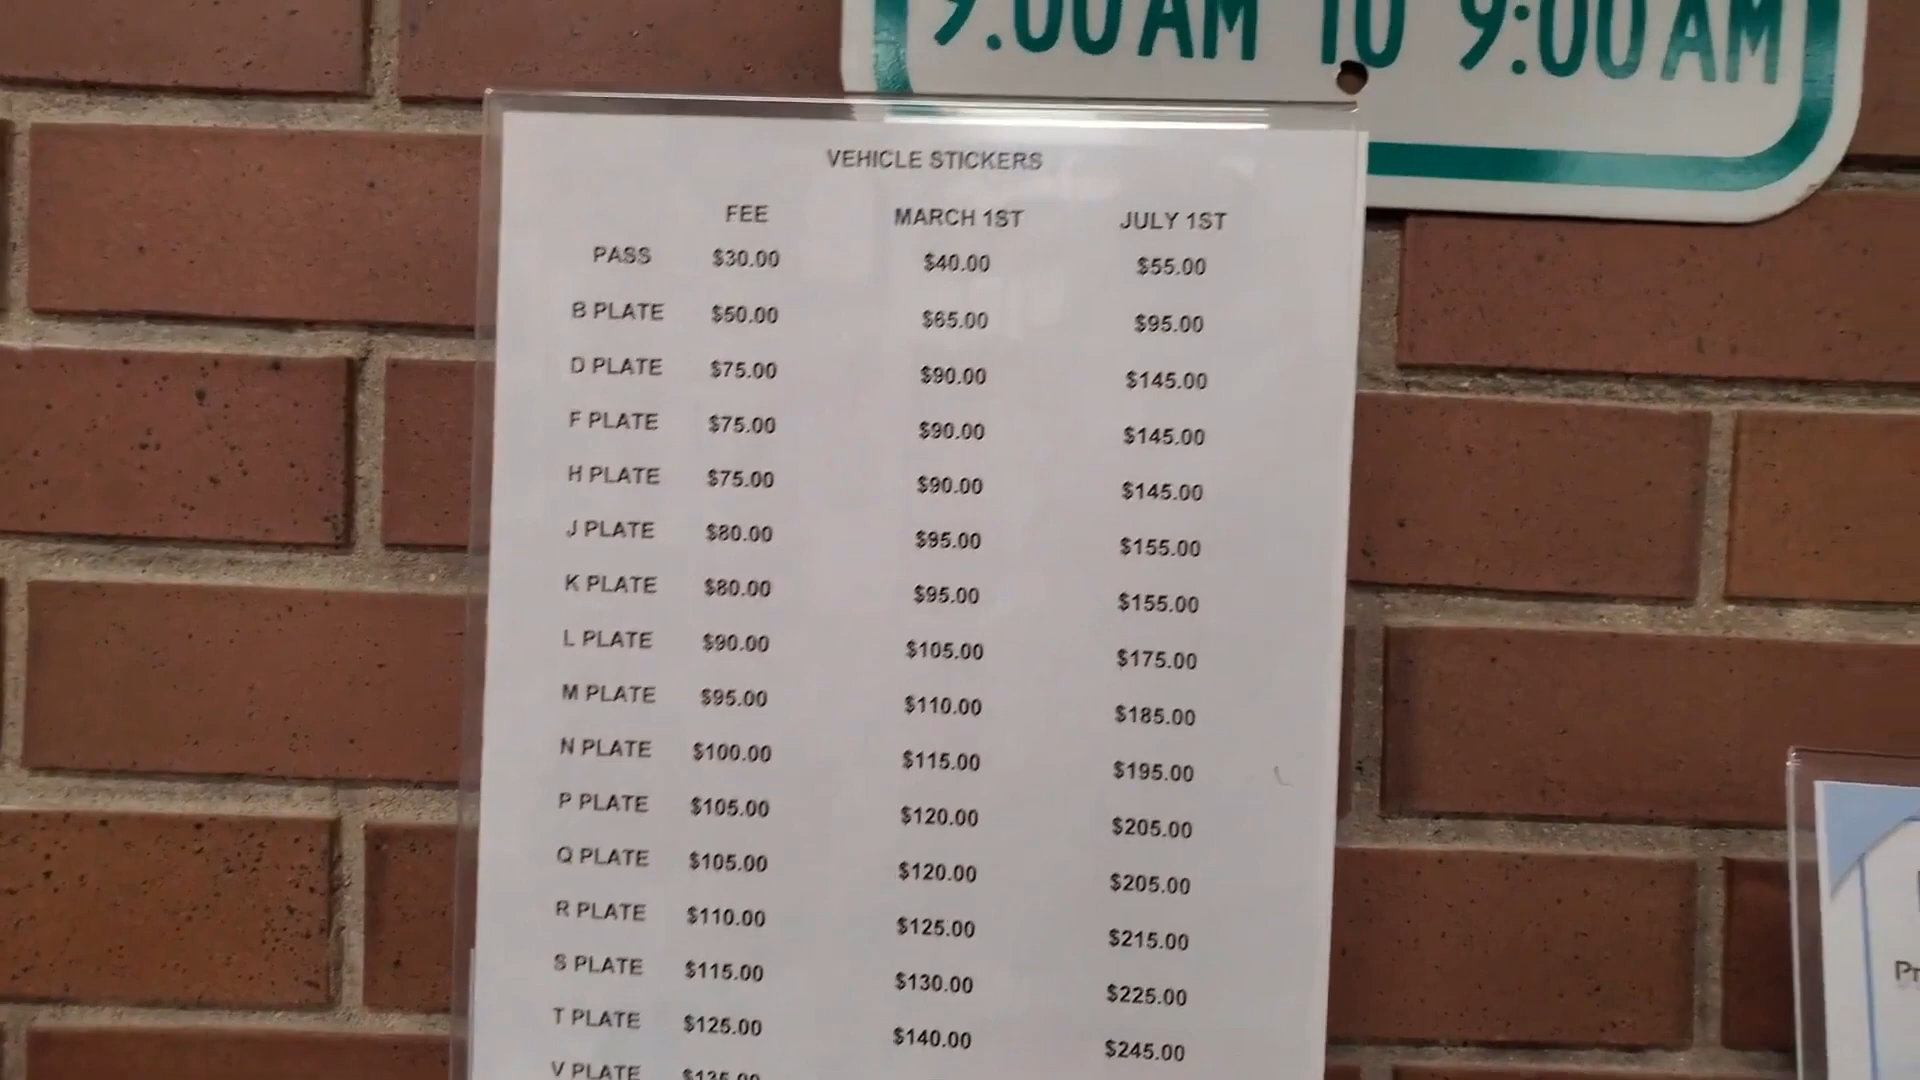 9:00 AM TO 9:00 AM
VEHICLE STICKERS
FEE MARCH 1ST JULY 1ST
PASS $30.00 $40.00 $55.00
B PLATE $50.00 $65.00 $95.00
D PLATE $75.00 $90.00 $145.00
F PLATE $75.00 $90.00 $145.00
H PLATE $75.00 $90.00 $145.00
J PLATE $80.00 $95.00 $155.00
K PLATE $80.00 $95.00 $155.00
L PLATE $90.00 $105.00 $175.00
M PLATE $95.00 $110.00 $185.00
N PLATE $100.00 $115.00 $195.00
P PLATE $105.00 $120.00 $205.00
Q PLATE $105.00 $120.00 $205.00
R PLATE $110.00 $125.00 $215.00
S PLATE $115.00 $130.00 $225.00
T PLATE $125.00 $140.00 $245.00
V PLATE $135.00